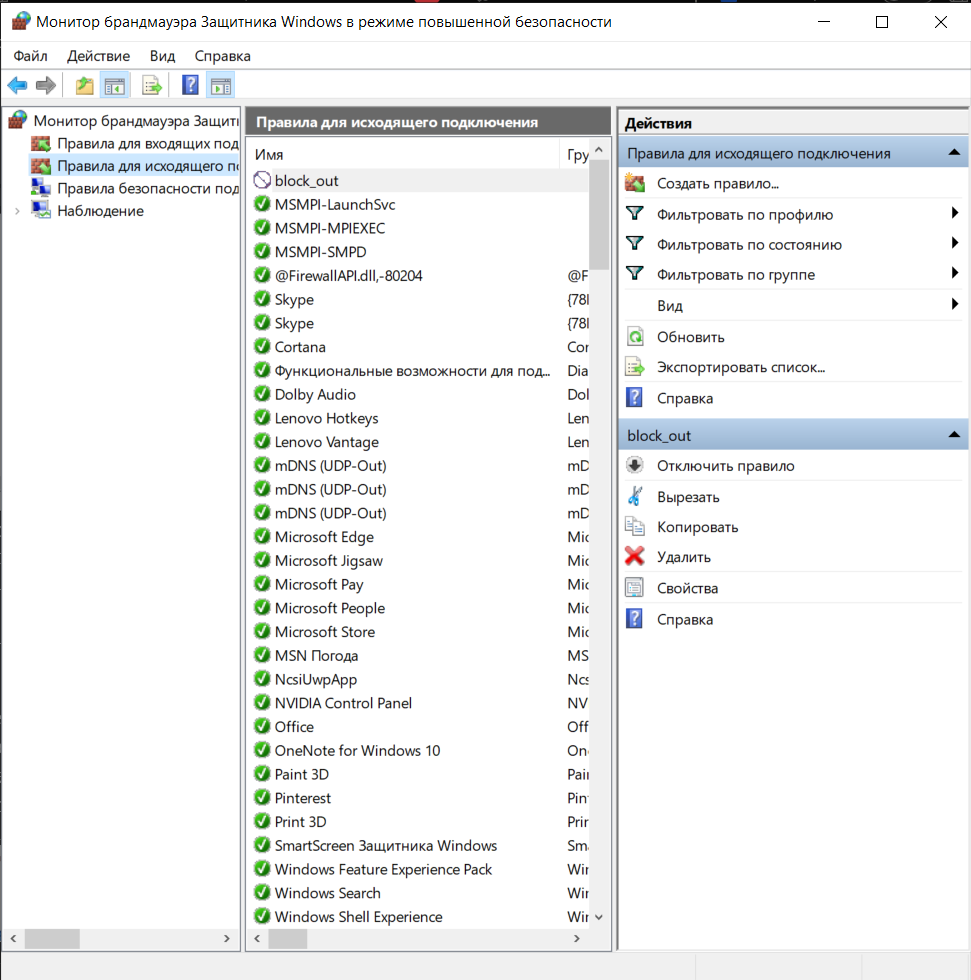 Монитор брандмауэра Защитника Windows в режиме повышенной безопасности
Файл Действие Вид Справка
Монитор брандмауэра Защит
Правила для входящих под
Правила для исходящего п
Правила безопасности под
Наблюдение
Правила для исходящего подключения
Имя Гру
block_out
MSMPI-LaunchSvc
MSMPI-MPIEXEC
MSMPI-SMPD
@FirewallAPI.dll,-80204 @F
Skype {78
Skype {78
Cortana Cor
Функциональные возможности для под... Dia
Dolby Audio Dol
Lenovo Hotkeys Len
Lenovo Vantage Len
mDNS (UDP-Out) mD
mDNS (UDP-Out) mD
mDNS (UDP-Out) mD
Microsoft Edge Mic
Microsoft Jigsaw Mic
Microsoft Pay Mic
Microsoft People Mic
Microsoft Store Mic
MSN Погода MS
NcsiUwpApp Ncs
NVIDIA Control Panel NV
Office Off
OneNote for Windows 10 On
Paint 3D Pai
Pinterest Pin
Print 3D Prin
SmartScreen Защитника Windows Sm
Windows Feature Experience Pack Wi
Windows Search Wi
Windows Shell Experience Wi
Действия
Правила для исходящего подключения
Создать правило...
Фильтровать по профилю
Фильтровать по состоянию
Фильтровать по группе
Вид
Обновить
Экспортировать список...
Справка
block_out
Отключить правило
Вырезать
Копировать
Удалить
Свойства
Справка